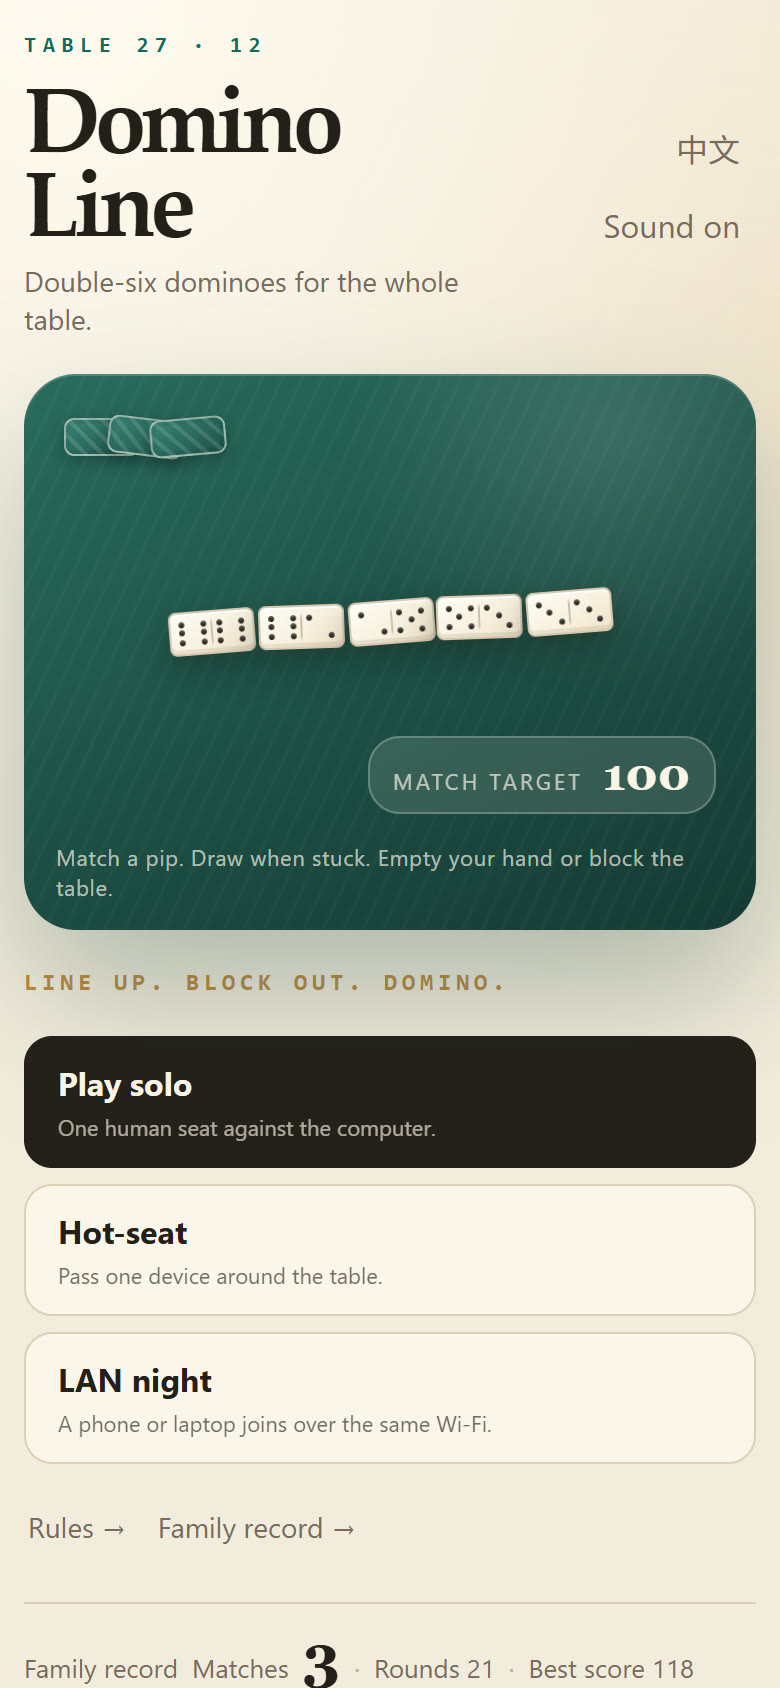 TABLE 27 · 12
Domino
Line
中文
Sound on
Double-six dominoes for the whole
table.
MATCH TARGET 100
Match a pip. Draw when stuck. Empty your hand or block the
table.
LINE UP. BLOCK OUT. DOMINO.
Play solo
One human seat against the computer.
Hot-seat
Pass one device around the table.
LAN night
A phone or laptop joins over the same Wi-Fi.
Rules → Family record →
Family record Matches 3 · Rounds 21 · Best score 118